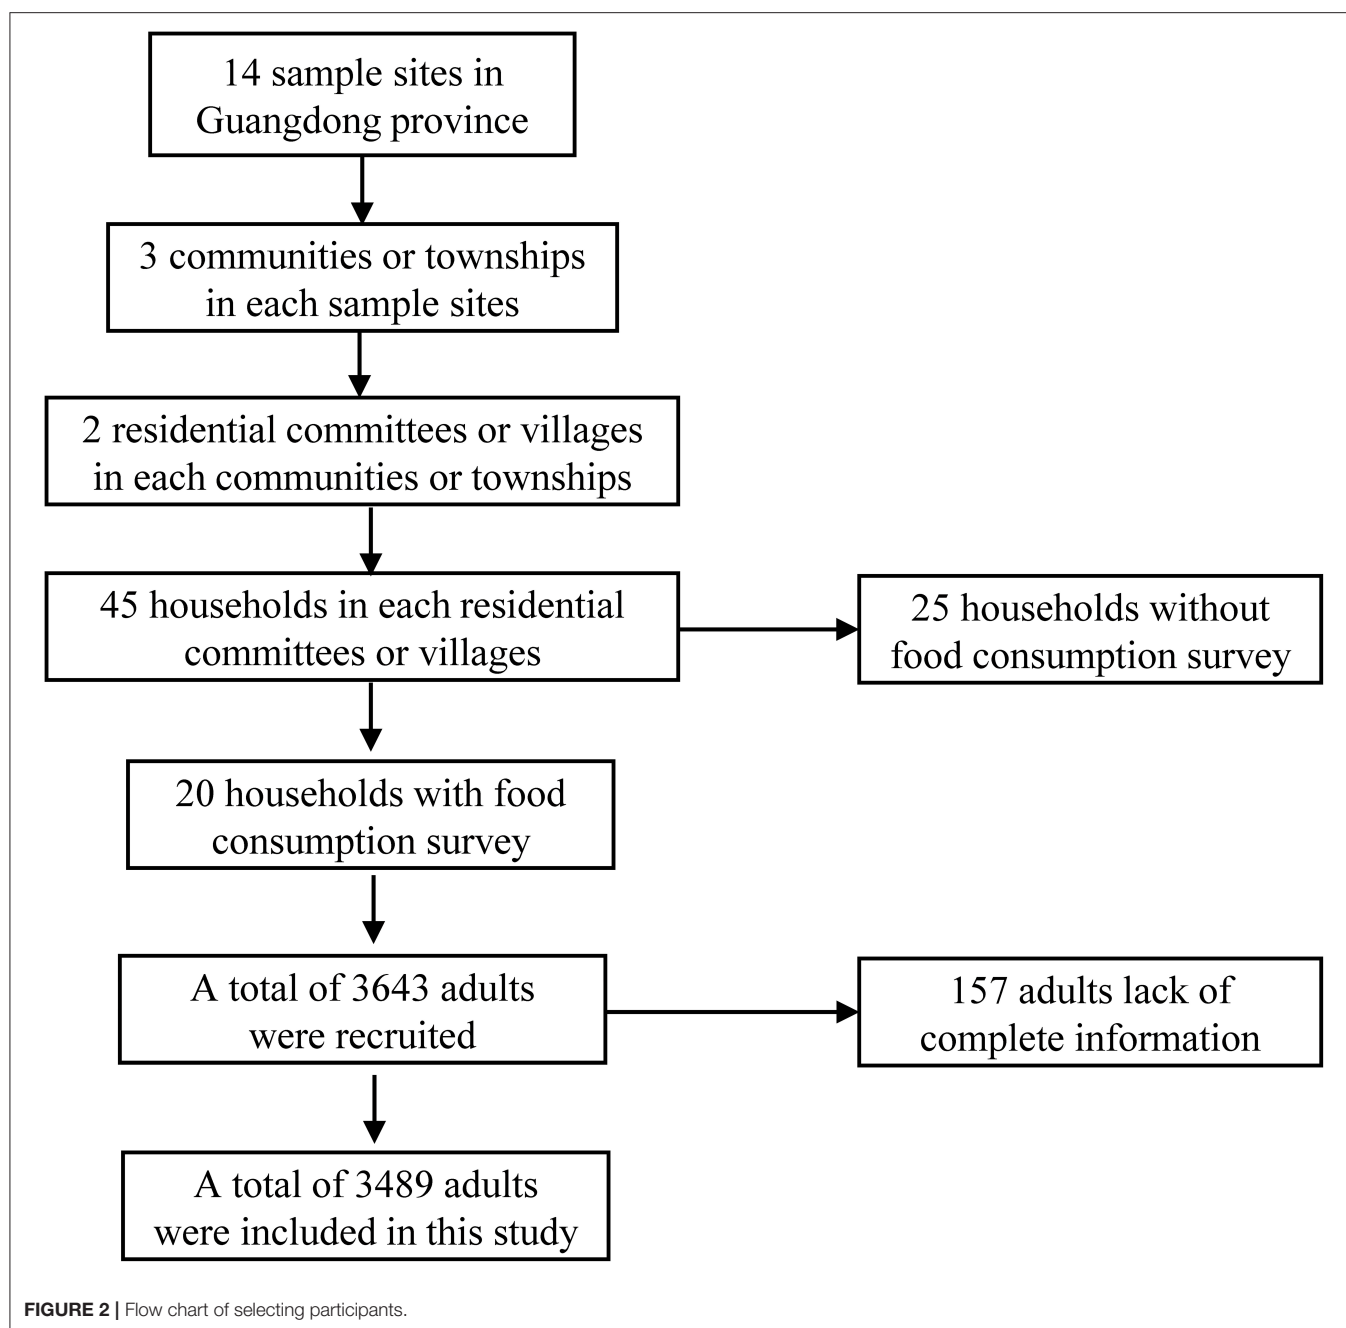 14 sample sites in
Guangdong province
3 communities or townships
in each sample sites
2 residential committees or villages
in each communities or townships
45 households in each residential
committees or villages
25 households without
food consumption survey
20 households with food
consumption survey
A total of 3643 adults
were recruited
157 adults lack of
complete information
A total of 3489 adults
were included in this study
FIGURE 2 | Flow chart of selecting participants.